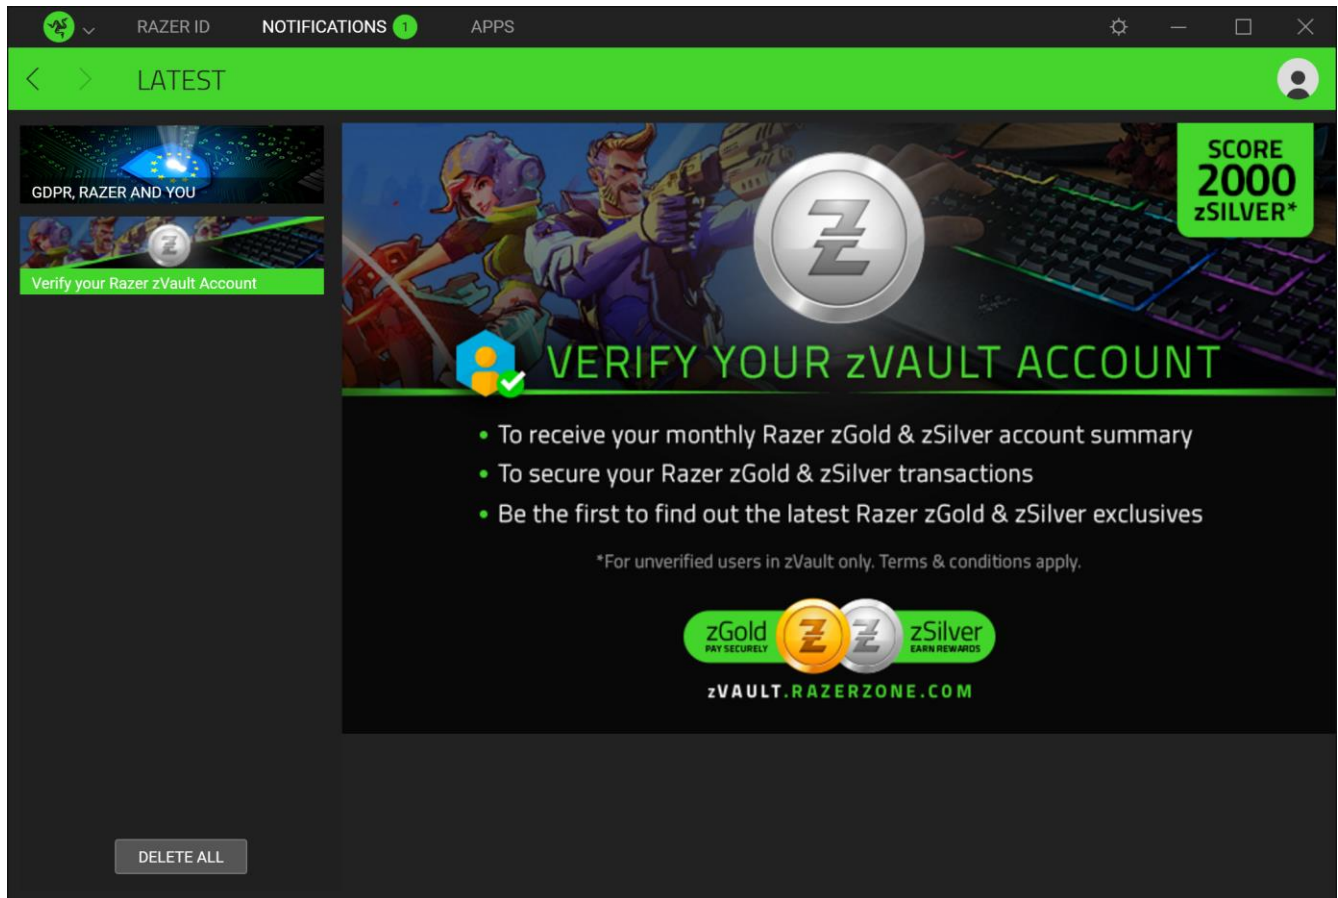 RAZER ID
NOTIFICATIONS 1
APPS
LATEST
GDPR, RAZER AND YOU
Verify your Razer zVault Account
SCORE
2000
zSILVER*
VERIFY YOUR zVAULT ACCOUNT
• To receive your monthly Razer zGold & zSilver account summary
• To secure your Razer zGold & zSilver transactions
• Be the first to find out the latest Razer zGold & zSilver exclusives
*For unverified users in zVault only. Terms & conditions apply.
zGold
PAY SECURELY
zSilver
EARN REWARDS
zVAULT.RAZERZONE.COM
DELETE ALL